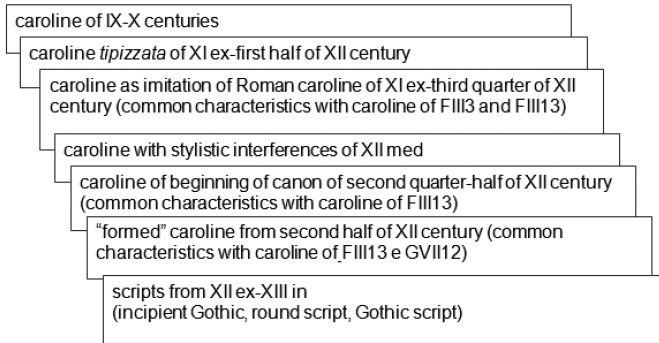 caroline of IX-X centuries
caroline tipizzata of XI ex-first half of XII century
caroline as imitation of Roman caroline of XI ex-third quarter of XII
century (common characteristics with caroline of FIII3 and FIII13)
caroline with stylistic interferences of XII med
caroline of beginning of canon of second quarter-half of XII century
(common characteristics with caroline of FIII13)
“formed” caroline from second half of XII century (common
characteristics with caroline of FIII13 e GVII12)
scripts from XII ex-XIII in
(incipient Gothic, round script, Gothic script)